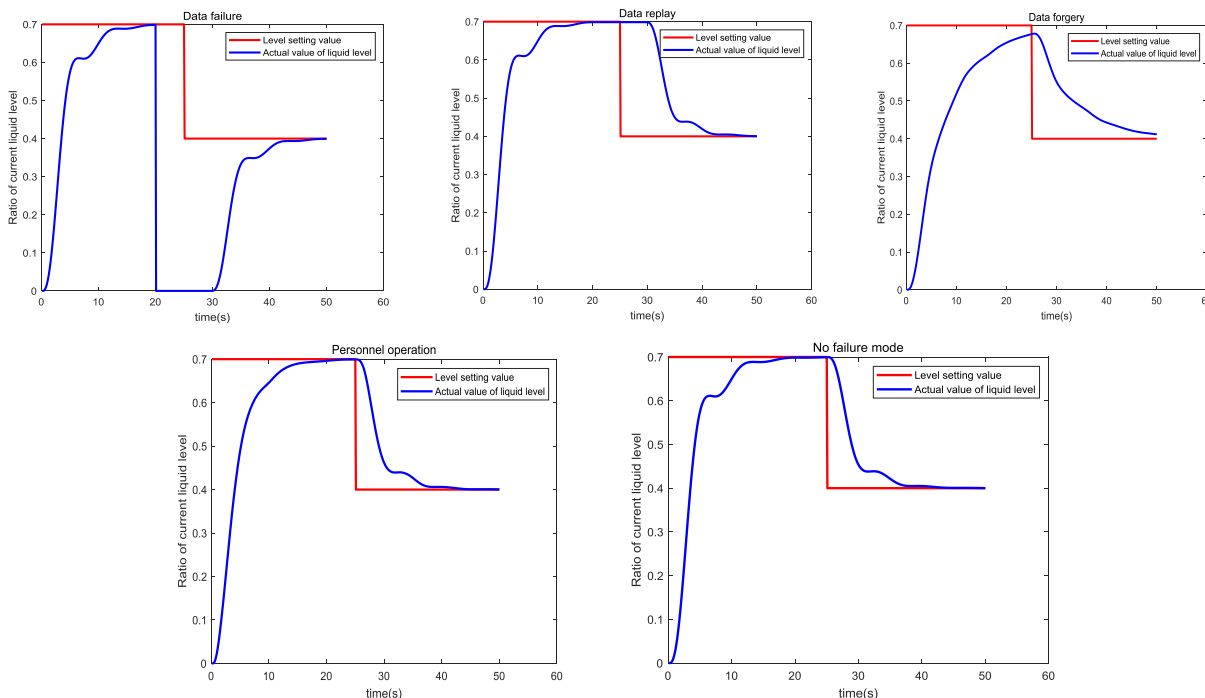 Data failure
Level setting value
Actual value of liquid level
Ratio of current liquid level
0.7
0.6
0.5
0.4
0.3
0.2
0.1
0
0 10 20 30 40 50 60
time(s)
Data replay
Level setting value
Actual value of liquid level
Ratio of current liquid level
0.7
0.6
0.5
0.4
0.3
0.2
0.1
0
0 10 20 30 40 50 60
time(s)
Data forgery
Level setting value
Actual value of liquid level
Ratio of current liquid level
0.7
0.6
0.5
0.4
0.3
0.2
0.1
0
0 10 20 30 40 50 60
time(s)
Personnel operation
Level setting value
Actual value of liquid level
Ratio of current liquid level
0.7
0.6
0.5
0.4
0.3
0.2
0.1
0
0 10 20 30 40 50 60
time(s)
No failure mode
Level setting value
Actual value of liquid level
Ratio of current liquid level
0.7
0.6
0.5
0.4
0.3
0.2
0.1
0
0 10 20 30 40 50 60
time(s)